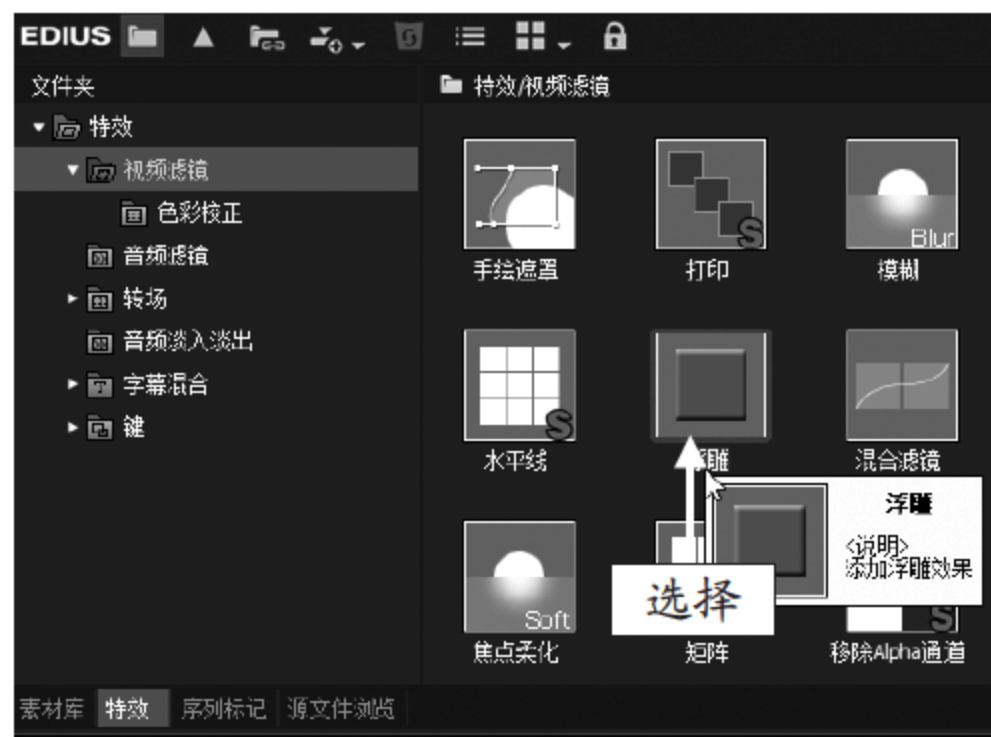 EDIUS
文件夹
特效/视频滤镜
特效
视频滤镜
色彩校正
音频滤镜
转场
音频淡入淡出
字幕混合
键
手绘遮罩
打印
Blur
模糊
S
水平线
S
浮雕
混合滤镜
浮雕
<说明>
添加浮雕效果
选择
Soft
焦点柔化
矩阵
S
移除Alpha通道
素材库 特效 序列标记 源文件浏览